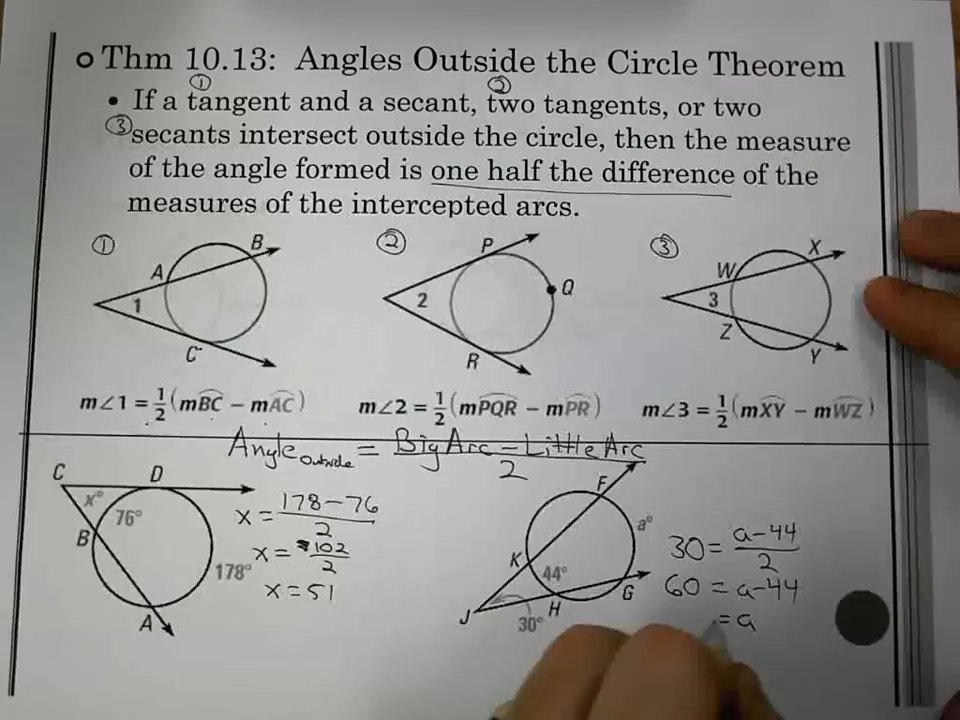 Thm 10.13: Angles Outside the Circle Theorem
① ②
• If a tangent and a secant, two tangents, or two
③ secants intersect outside the circle, then the measure
of the angle formed is one half the difference of the
measures of the intercepted arcs.
① A B 1 C
② P Q 2 R
③ W X 3 Z Y
m∠1 = 1/2 (mBC − mAC)
m∠2 = 1/2 (mPQR − mPR)
m∠3 = 1/2 (mXY − mWZ)
Angle Outside = Big Arc − Little Arc / 2
C D x° 76° B 178° A
x = 178 − 76 / 2
x = 102 / 2
x = 51
F a° K 44° G J H 30°
30 = a − 44 / 2
60 = a − 44
= a